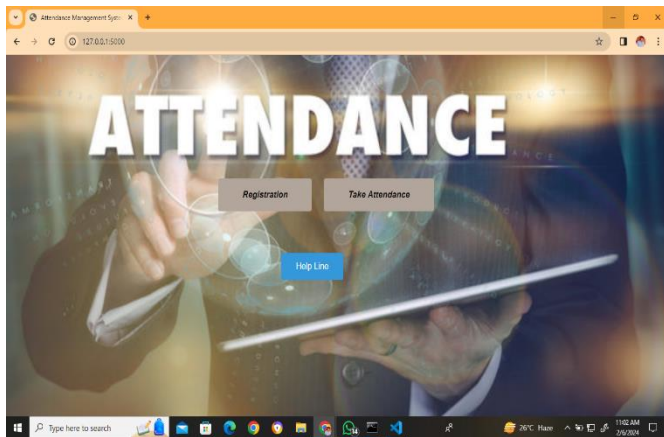 Attendance Management Syste
127.0.0.1:5000
ATTENDANCE
Registration
Take Attendance
Help Line
Type here to search
26°C Haze
11:02 AM
2/6/2024